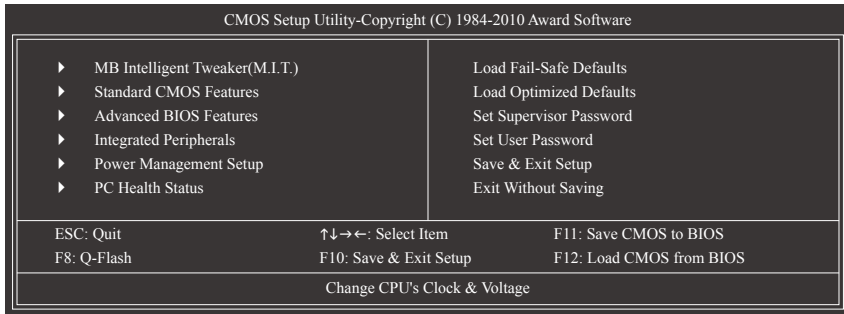 CMOS Setup Utility-Copyright (C) 1984-2010 Award Software
MB Intelligent Tweaker(M.I.T.)
Standard CMOS Features
Advanced BIOS Features
Integrated Peripherals
Power Management Setup
PC Health Status
Load Fail-Safe Defaults
Load Optimized Defaults
Set Supervisor Password
Set User Password
Save & Exit Setup
Exit Without Saving
ESC: Quit
↑↓→←: Select Item
F11: Save CMOS to BIOS
F8: Q-Flash
F10: Save & Exit Setup
F12: Load CMOS from BIOS
Change CPU's Clock & Voltage